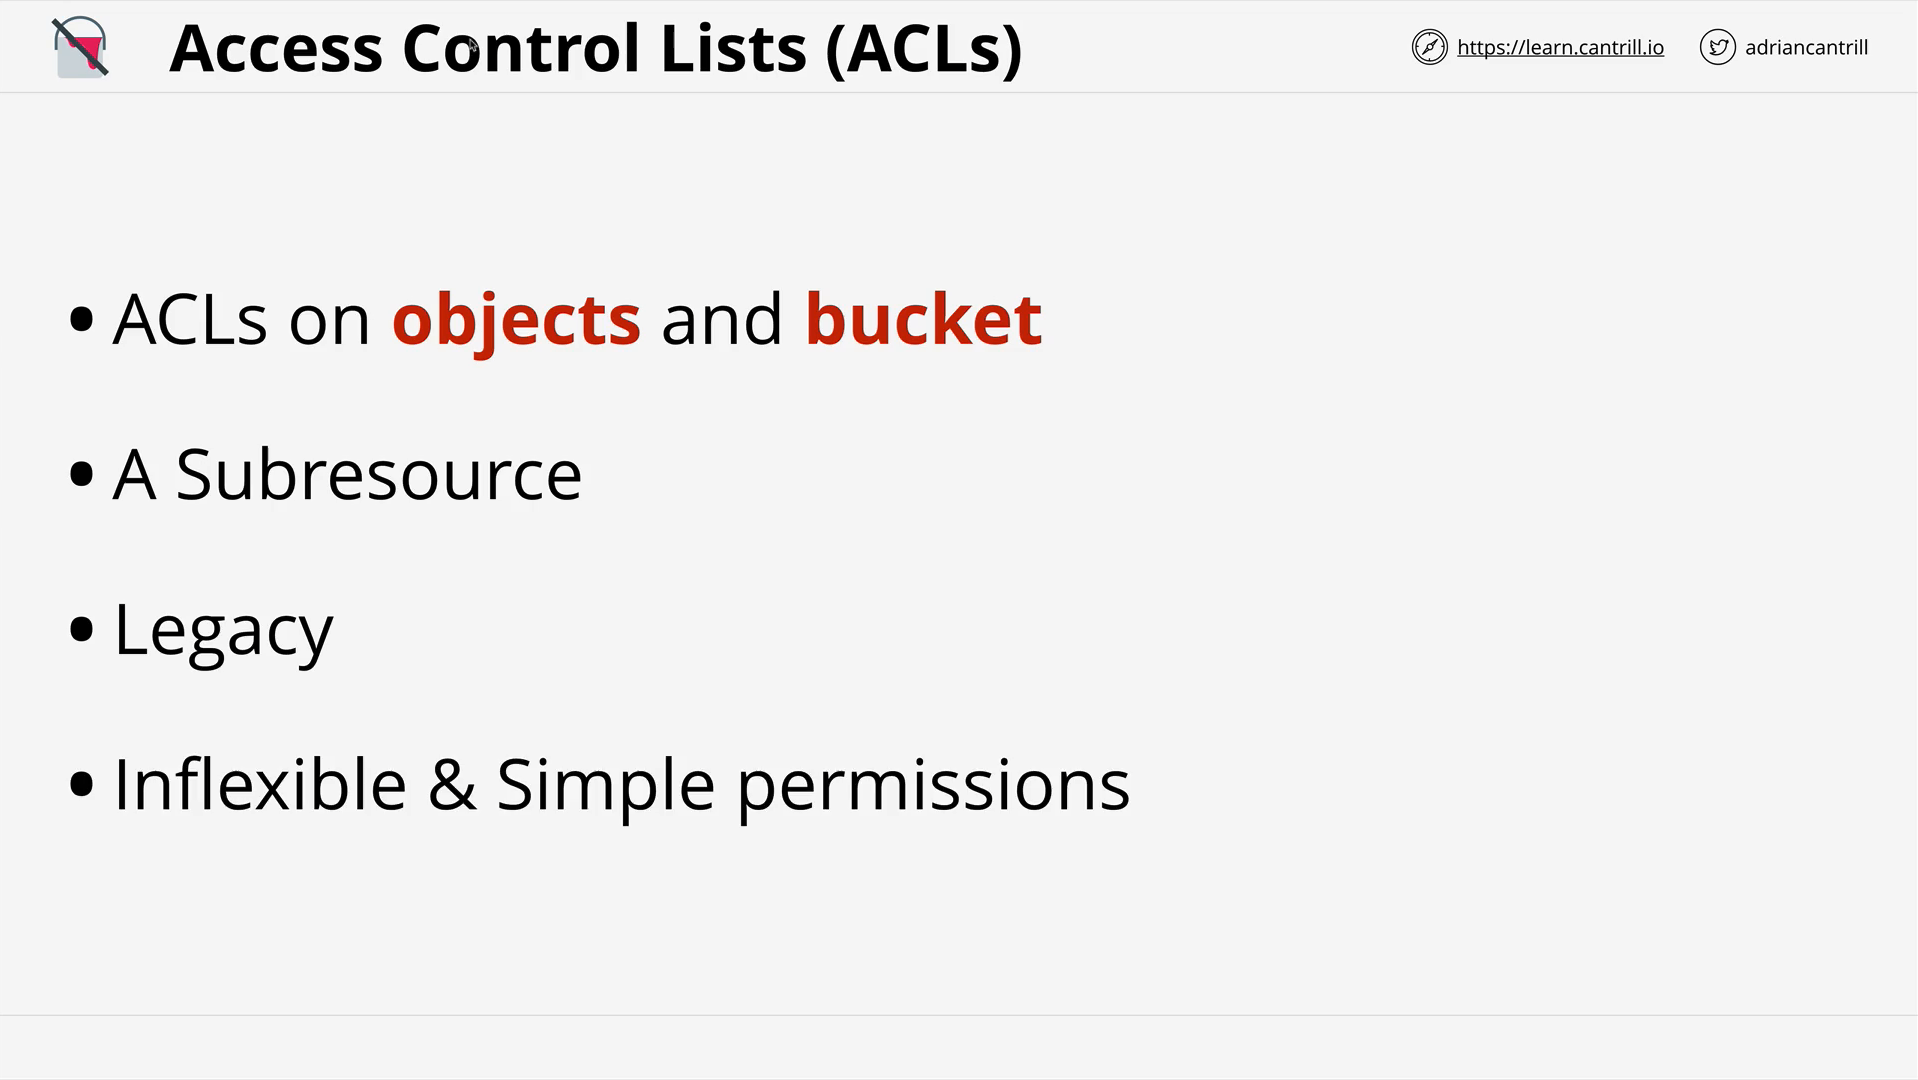 Access Control Lists (ACLs)
https://learn.cantrill.io
adriancantrill
• ACLs on objects and bucket
• A Subresource
• Legacy
• Inflexible & Simple permissions